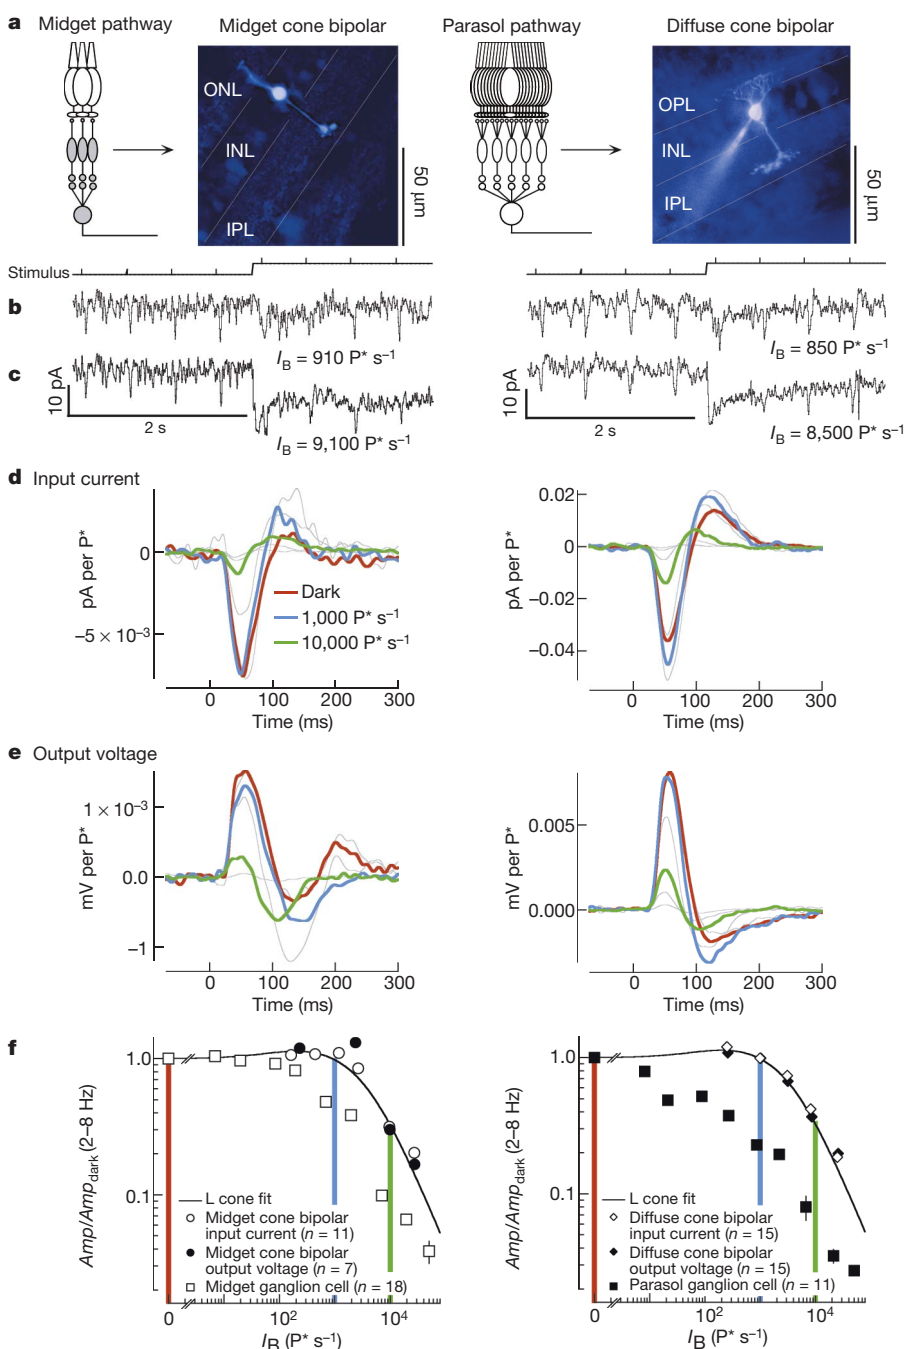 a Midget pathway Midget cone bipolar Parasol pathway Diffuse cone bipolar
ONL
INL
IPL
50 µm
OPL
INL
IPL
50 µm
Stimulus
b
I_B = 910 P* s⁻¹
I_B = 850 P* s⁻¹
c
10 pA
2 s
I_B = 9,100 P* s⁻¹
10 pA
2 s
I_B = 8,500 P* s⁻¹
d Input current
pA per P*
0
−5 × 10⁻³
Dark
1,000 P* s⁻¹
10,000 P* s⁻¹
0 100 200 300
Time (ms)
pA per P*
0.02
0
−0.02
−0.04
0 100 200 300
Time (ms)
e Output voltage
mV per P*
1 × 10⁻³
0.0
−1
0 100 200 300
Time (ms)
mV per P*
0.005
0.000
0 100 200 300
Time (ms)
f
Amp/Amp_dark (2–8 Hz)
1.0
0.1
L cone fit
Midget cone bipolar
input current (n = 11)
Midget cone bipolar
output voltage (n = 7)
Midget ganglion cell (n = 18)
0 10² 10⁴
I_B (P* s⁻¹)
Amp/Amp_dark (2–8 Hz)
1.0
0.1
L cone fit
Diffuse cone bipolar
input current (n = 15)
Diffuse cone bipolar
output voltage (n = 15)
Parasol ganglion cell (n = 11)
0 10² 10⁴
I_B (P* s⁻¹)